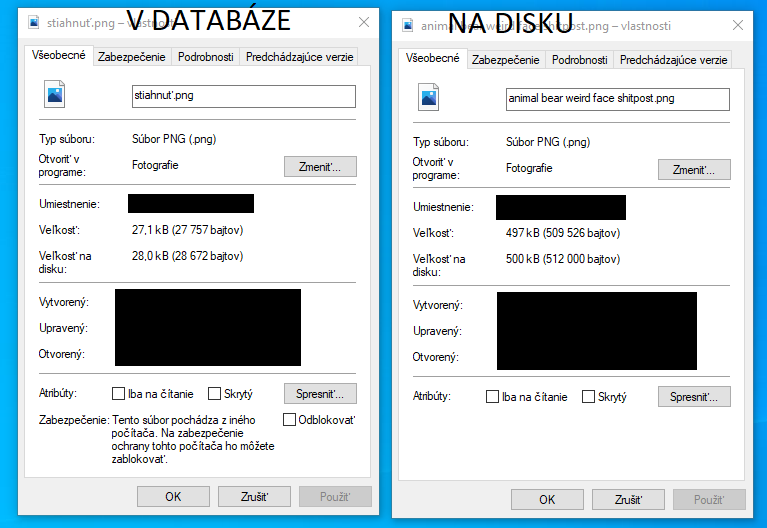 V DATABÁZE
stiahnuť.png – vlastnosti
Všeobecné Zabezpečenie Podrobnosti Predchádzajúce verzie
stiahnuť.png
Typ súboru: Súbor PNG (.png)
Otvoriť v programe: Fotografie Zmeniť...
Umiestnenie:
Veľkosť: 27,1 kB (27 757 bajtov)
Veľkosť na disku: 28,0 kB (28 672 bajtov)
Vytvorený:
Upravený:
Otvorený:
Atribúty: Iba na čítanie Skrytý Spresniť...
Zabezpečenie: Tento súbor pochádza z iného Odblokovať
počítača. Na zabezpečenie
ochrany tohto počítača ho môžete
zablokovať.
OK Zrušiť Použiť
NA DISKU
animal bear weird face shitpost.png – vlastnosti
Všeobecné Zabezpečenie Podrobnosti Predchádzajúce verzie
animal bear weird face shitpost.png
Typ súboru: Súbor PNG (.png)
Otvoriť v programe: Fotografie Zmeniť...
Umiestnenie:
Veľkosť: 497 kB (509 526 bajtov)
Veľkosť na disku: 500 kB (512 000 bajtov)
Vytvorený:
Upravený:
Otvorený:
Atribúty: Iba na čítanie Skrytý Spresniť...
OK Zrušiť Použiť